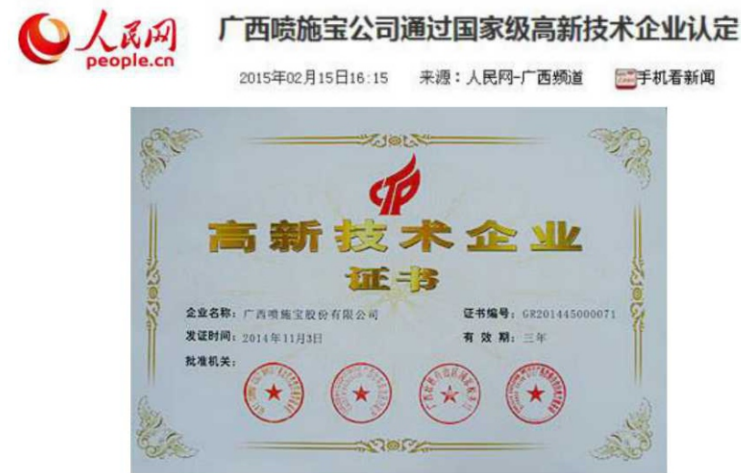 人民网
people.cn
广西喷施宝公司通过国家级高新技术企业认定
2015年02月15日16:15 来源：人民网-广西频道 手机看新闻
高新技术企业
证书
企业名称：广西喷施宝股份有限公司 证书编号：GR201445000071
发证时间：2014年11月3日 有效期：三年
批准机关：